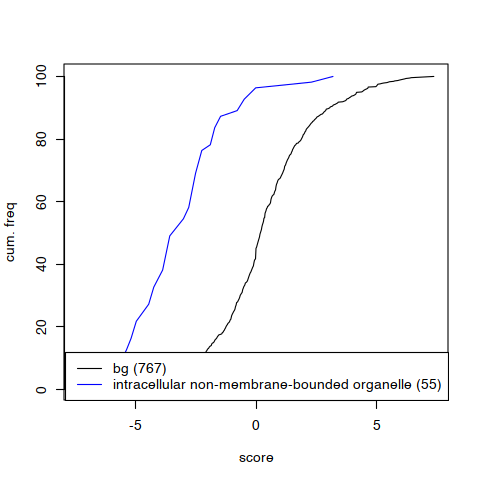 100
80
60
40
20
0
cum. freq
bg (767)
intracellular non-membrane-bounded organelle (55)
-5 0 5
score